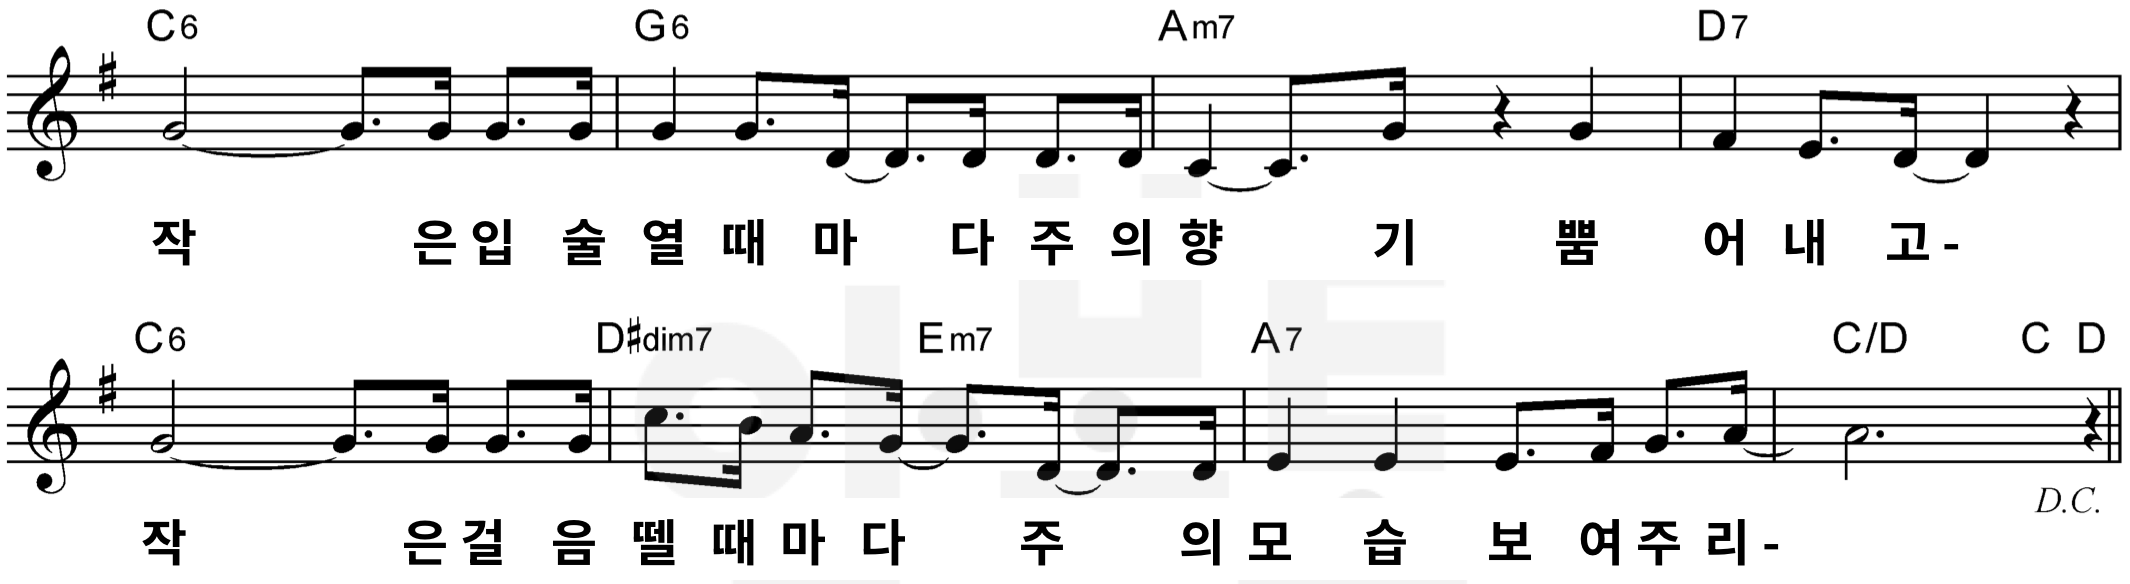 C6 G6 Am7 D7
작 은입 술 열 때 마 다 주 의 향 기 뿜 어 내 고-
C6 D#dim7 Em7 A7 C/D C D
D.C.
작 은걸 음 뗄 때 마 다 주 의 모 습 보 여 주 리-